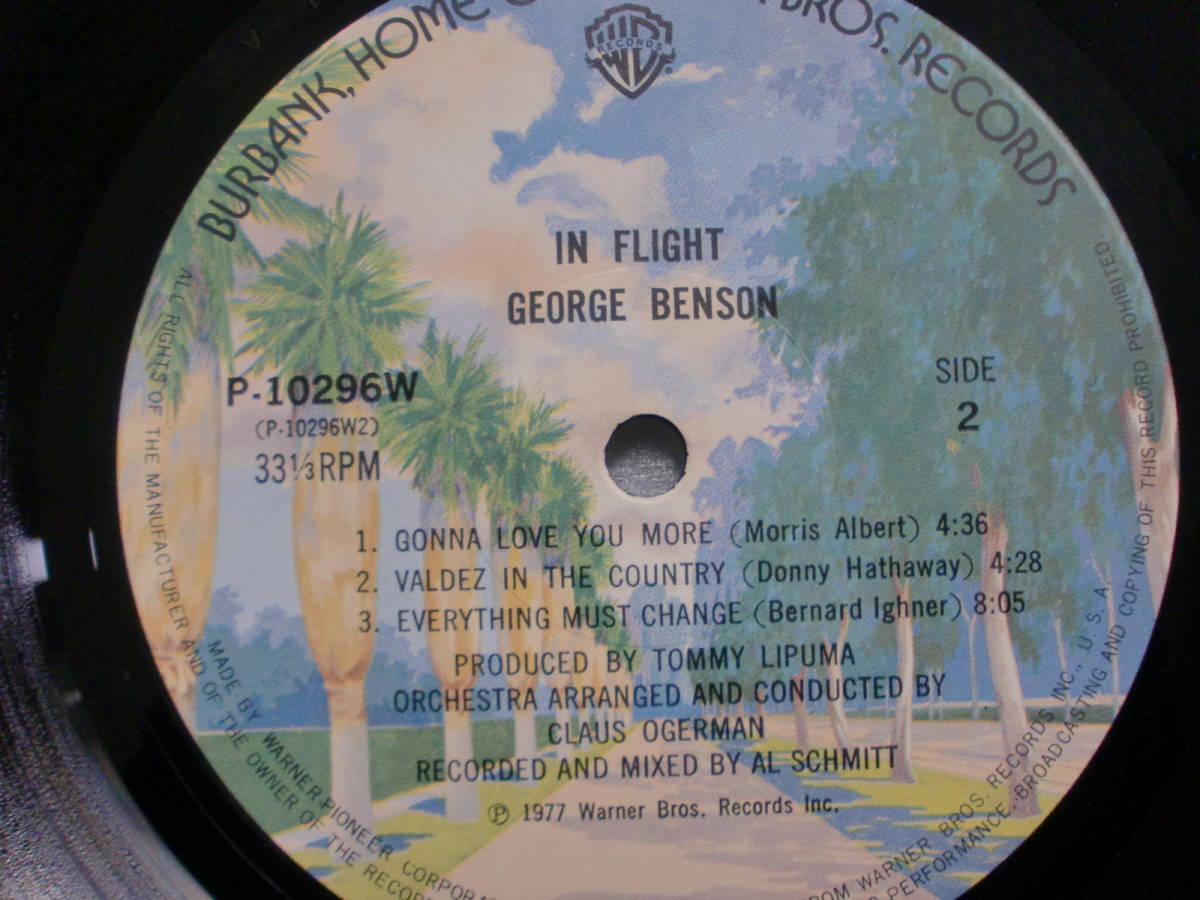 BURBANK, HOME BROS. RECORDS
RECORDS
IN FLIGHT
GEORGE BENSON
P-10296W
(P-10296W2)
33⅓RPM
SIDE
2
1. GONNA LOVE YOU MORE (Morris Albert) 4:36
2. VALDEZ IN THE COUNTRY (Donny Hathaway) 4:28
3. EVERYTHING MUST CHANGE (Bernard Ighner) 8:05
PRODUCED BY TOMMY LIPUMA
ORCHESTRA ARRANGED AND CONDUCTED BY
CLAUS OGERMAN
RECORDED AND MIXED BY AL SCHMITT
Ⓟ 1977 Warner Bros. Records Inc.
MADE BY WARNER-PIONEER WARNER BROS. RECORDS INC., U.S.A.
ALL RIGHTS OF THE MANUFACTURER AND OF THE OWNER OF THE PERFORMANCE, BROADCASTING AND COPYING OF THIS RECORD PROHIBITED.